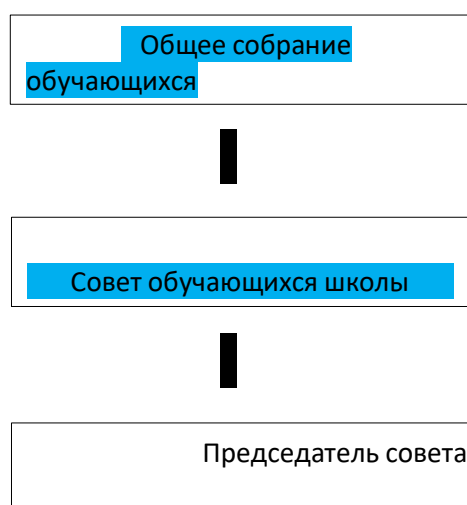 Общее собрание
обучающихся
Совет обучающихся школы
Председатель совета